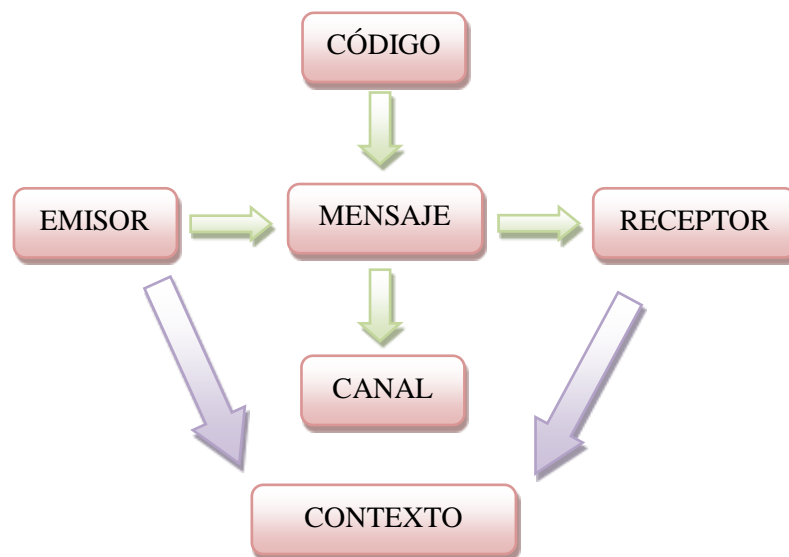 CÓDIGO
EMISOR
MENSAJE
RECEPTOR
CANAL
CONTEXTO